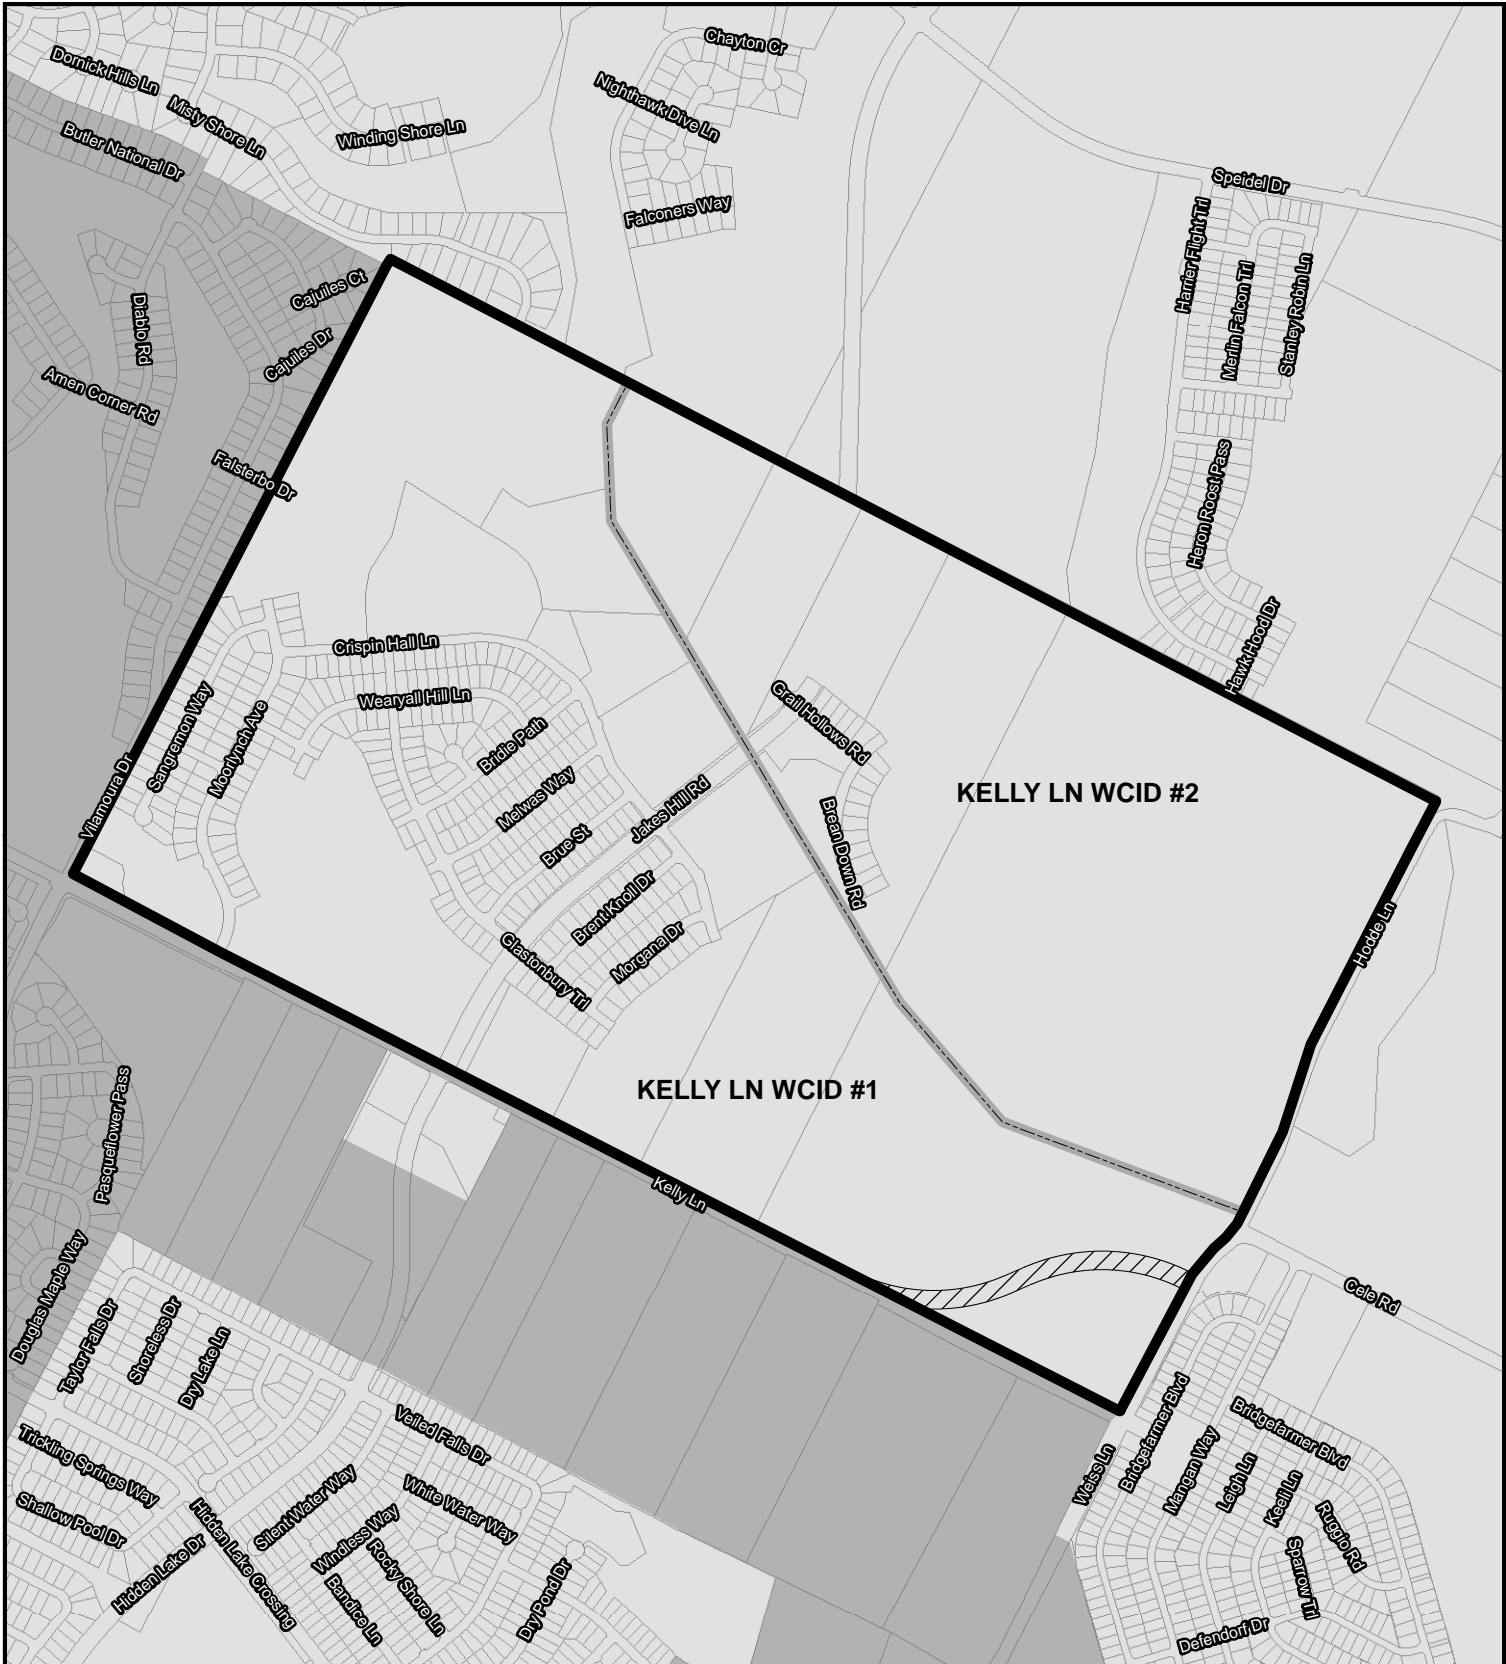 Chayton Cr
Dornick Hills Ln
Nighthawk Dive Ln
Misty Shore Ln
Winding Shore Ln
Butler National Dr
Speidel Dr
Falconers Way
Harrier Flight Trl
Merlin Falcon Trl
Stanley Robin Ln
Cajuiles Ct
Diablo Rd
Cajuiles Dr
Amen Corner Rd
Falsterbo Dr
Heron Roost Pass
Hawk Hood Dr
Crispin Hall Ln
Wearyall Hill Ln
Sangremon Way
Moorlynch Ave
Grail Hollows Rd
Bridie Path
Vilamoura Dr
Melwas Way
Jakes Hill Rd
KELLY LN WCID #2
Brue St
Brean Down Rd
Brent Knoll Dr
Hodde Ln
Morgana Dr
Glastonbury Trl
KELLY LN WCID #1
Pasqueflower Pass
Kelly Ln
Douglas Maple Way
Cele Rd
Taylor Falls Dr
Shoreless Dr
Dry Lake Ln
Veiled Falls Dr
Bridgefarmer Blvd
Bridgefarmer Blvd
Trickling Springs Way
Weiss Ln
Mangan Way
Leigh Ln
Keeli Ln
Silent Water Way
White Water Way
Shallow Pool Dr
Hidden Lake Crossing
Windless Way
Ruggio Rd
Hidden Lake Dr
Rocky Shore Ln
Sparrow Trl
Bandice Ln
Dry Pond Dr
Defendorf Dr